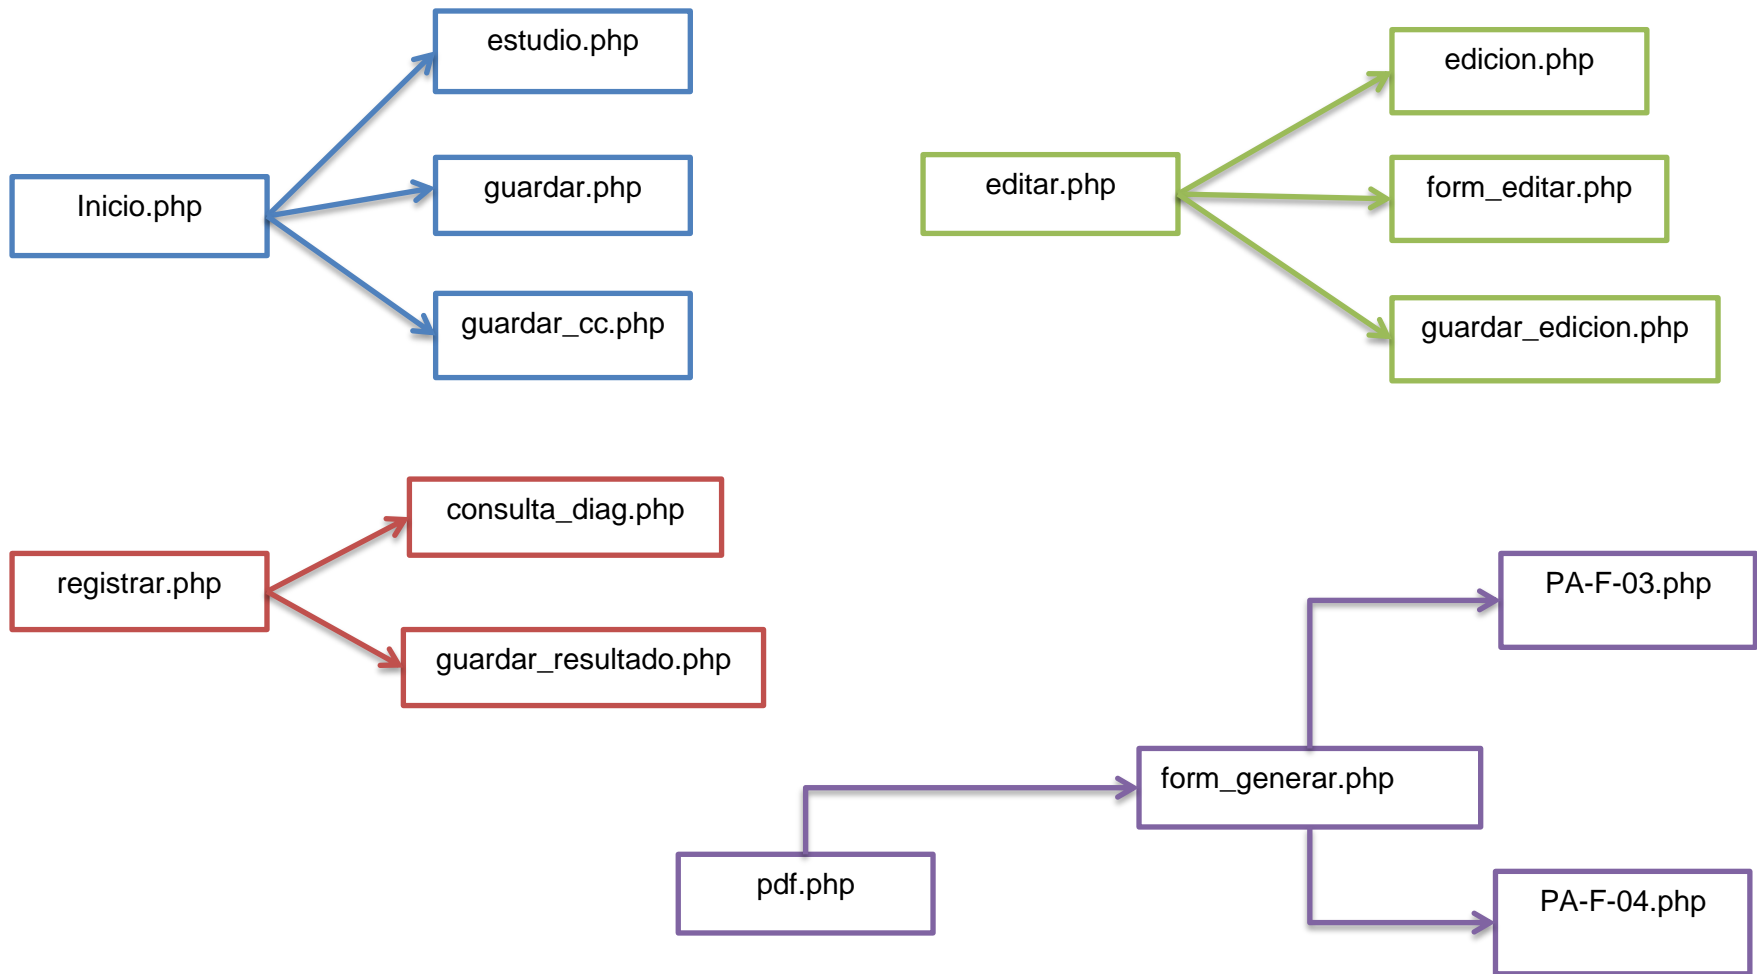 estudio.php
guardar.php
Inicio.php
guardar_cc.php
edicion.php
editar.php
form_editar.php
guardar_edicion.php
consulta_diag.php
registrar.php
guardar_resultado.php
PA-F-03.php
form_generar.php
pdf.php
PA-F-04.php